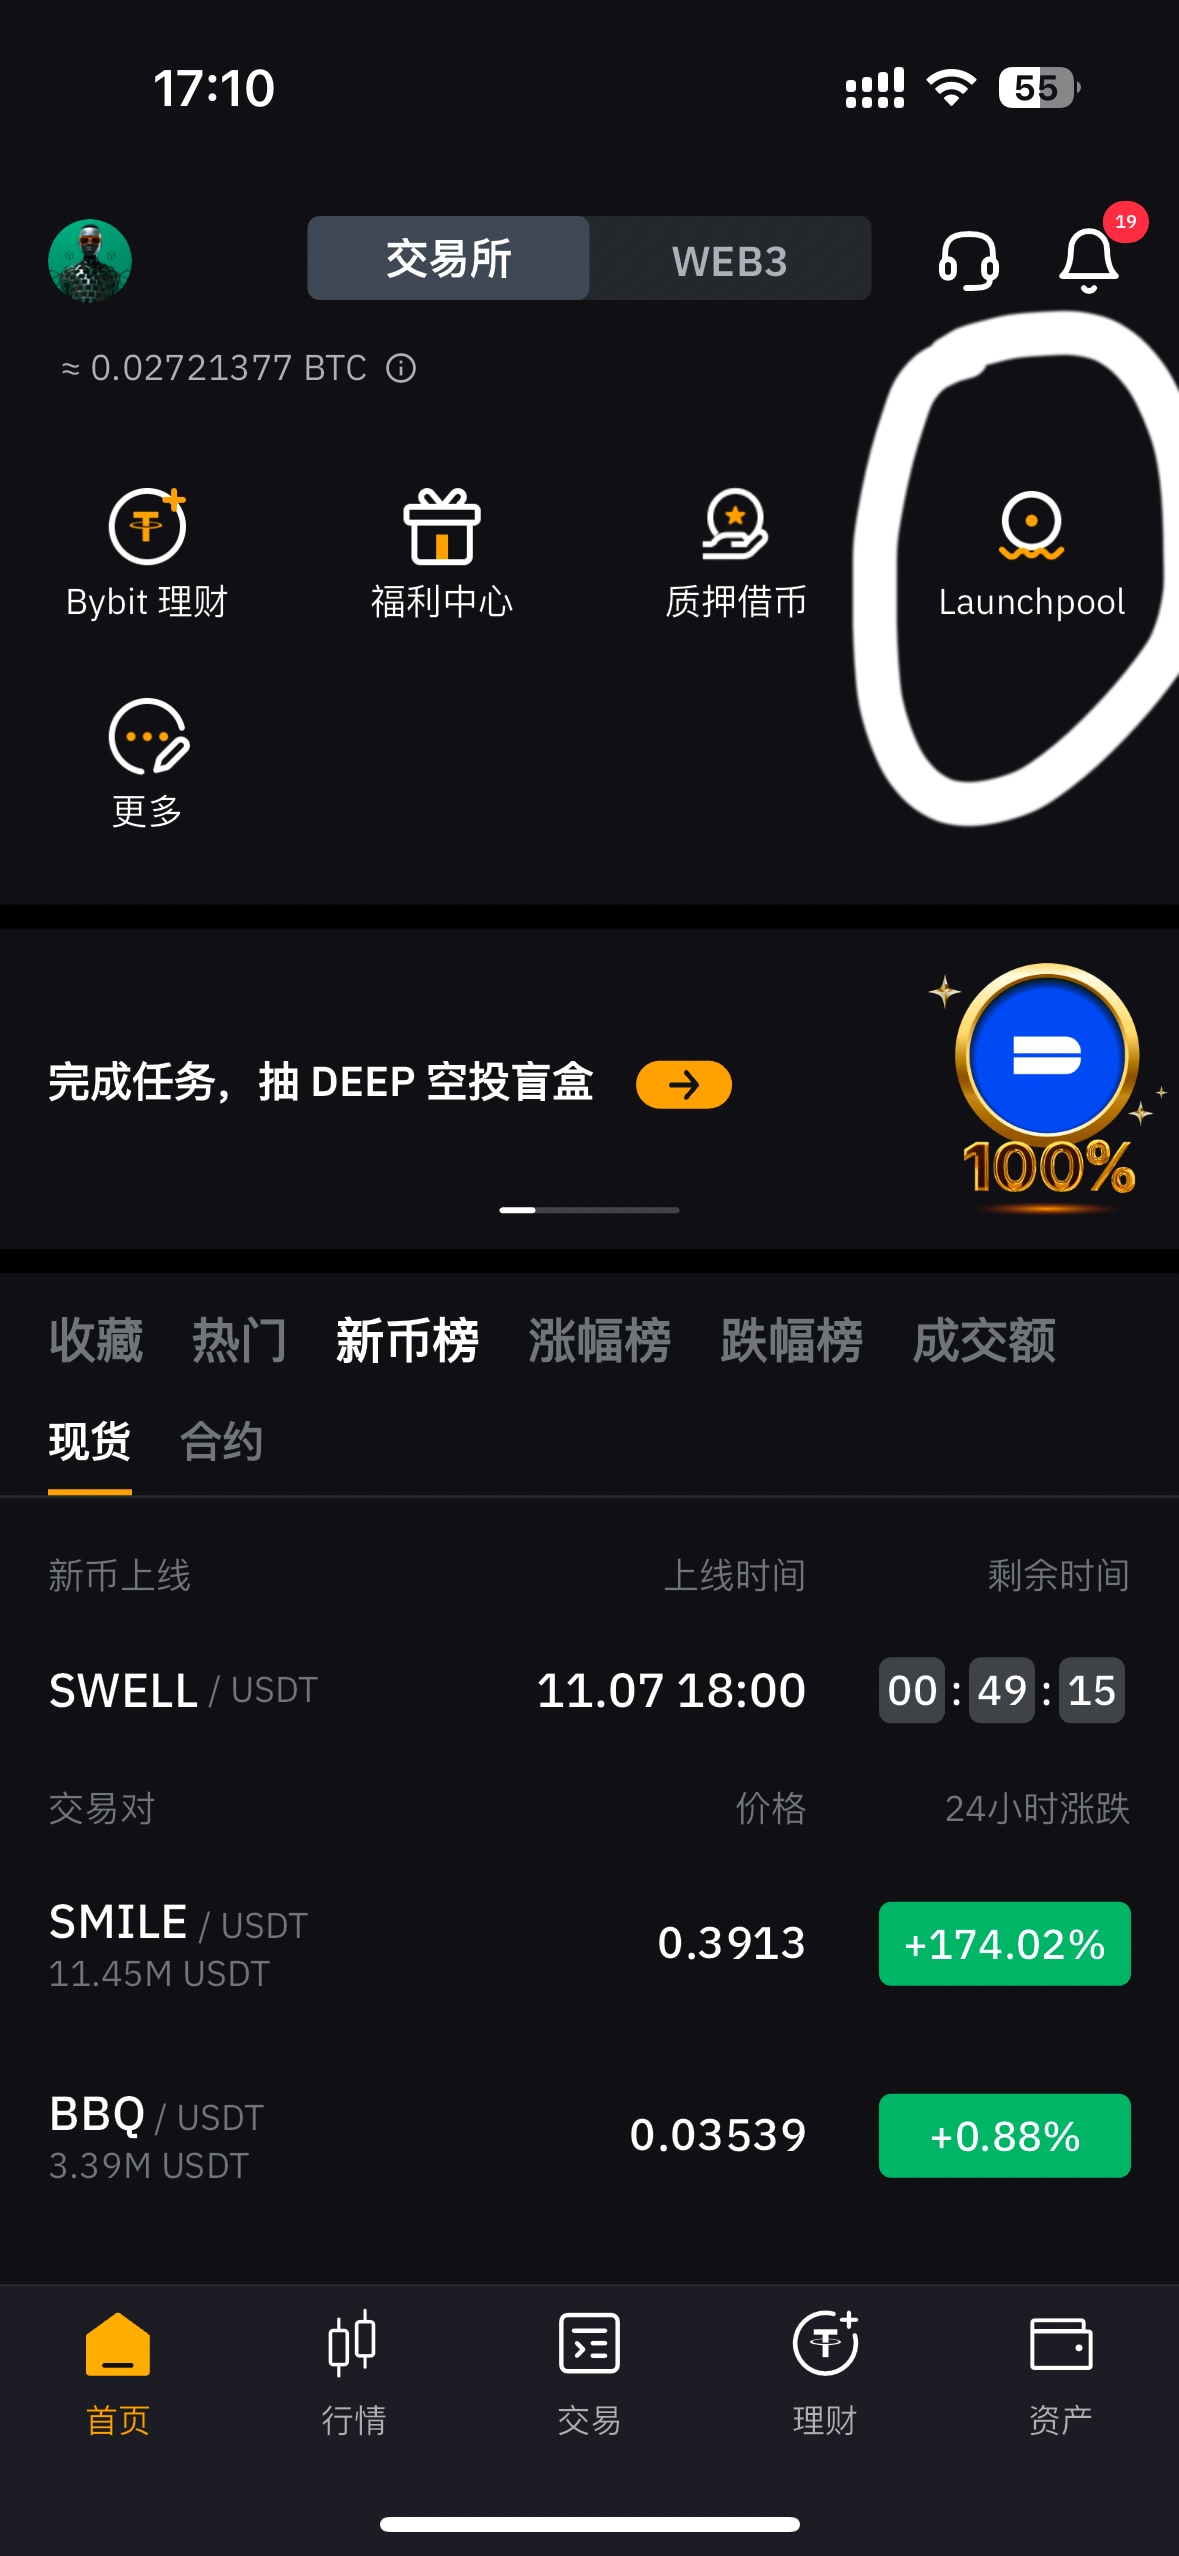 17:10
55
交易所 WEB3
19
≈ 0.02721377 BTC
Bybit 理财 福利中心 质押借币 Launchpool
更多
完成任务，抽 DEEP 空投盲盒
100%
收藏 热门 新币榜 涨幅榜 跌幅榜 成交额
现货 合约
新币上线 上线时间 剩余时间
SWELL / USDT 11.07 18:00 00 : 49 : 15
交易对 价格 24小时涨跌
SMILE / USDT 0.3913 +174.02%
11.45M USDT
BBQ / USDT 0.03539 +0.88%
3.39M USDT
首页 行情 交易 理财 资产